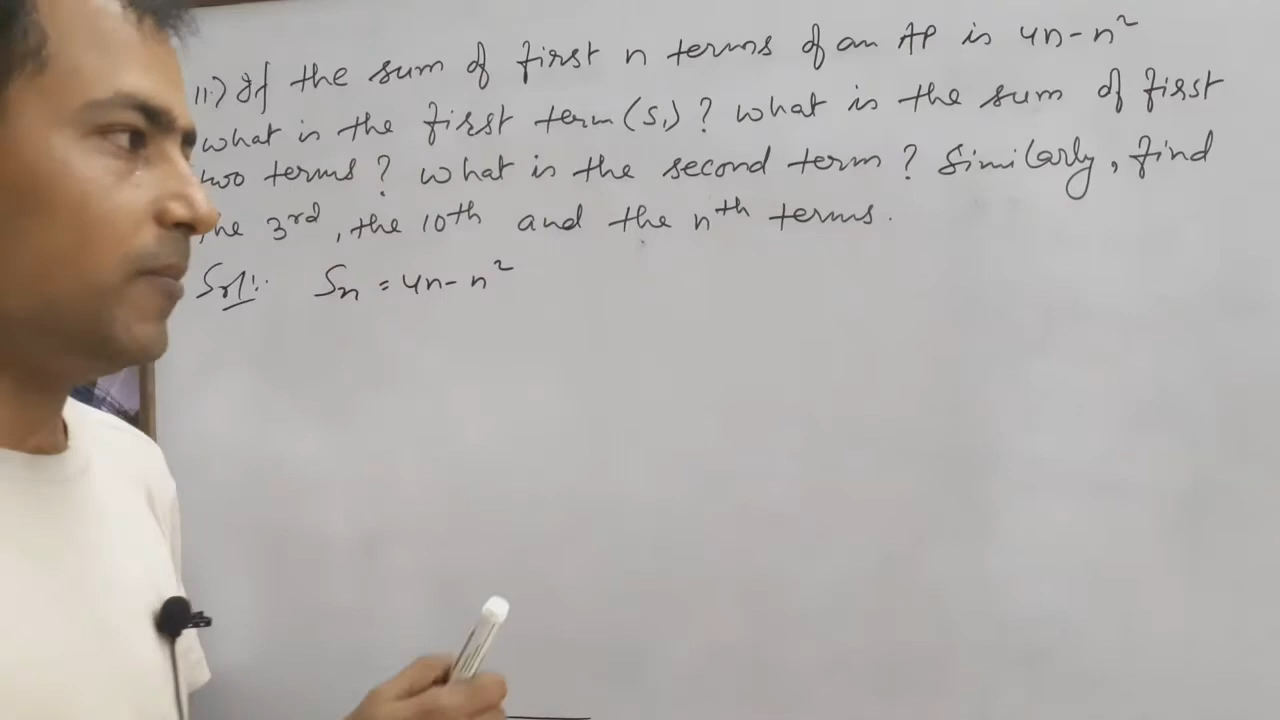 11.) If the sum of first n terms of an AP is 4n-n²
what is the first term (S₁)? What is the sum of first
two terms? What is the second term? Similarly, find
the 3rd, the 10th and the nth terms.
Sol:. Sn = 4n-n²